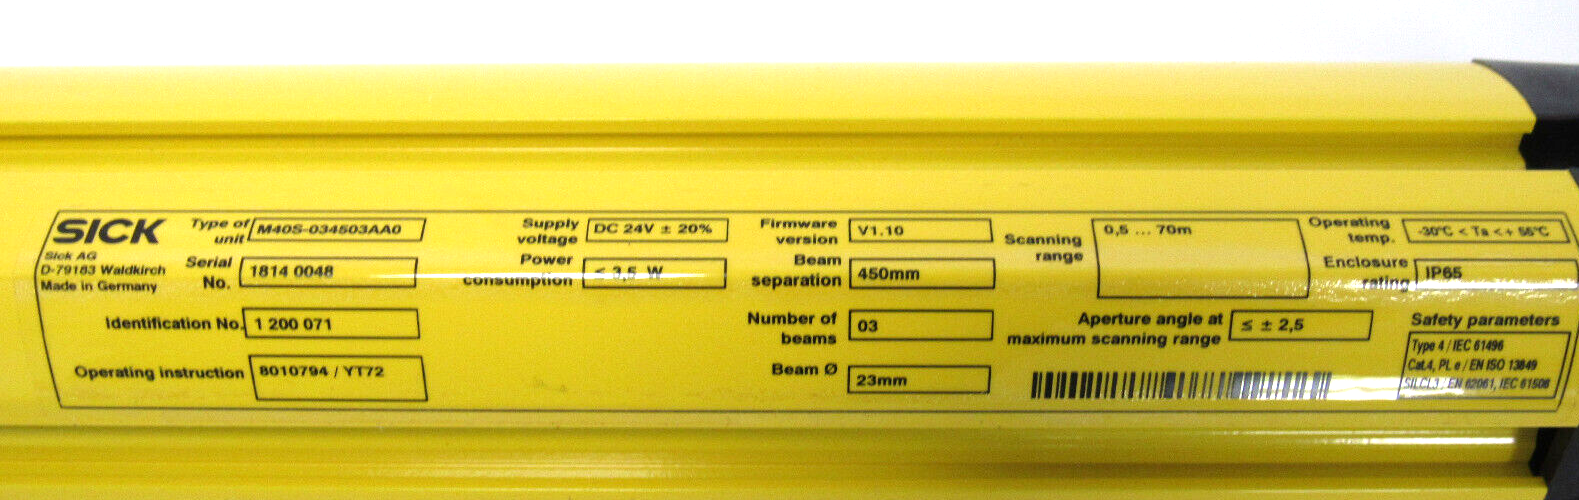 SICK
Sick AG
D-79183 Waldkirch
Made in Germany
Type of unit M40S-034503AA0
Serial No. 1814 0048
Identification No. 1 200 071
Operating instruction 8010794 / YT72
Supply voltage DC 24V ± 20%
Power consumption < 3,5 W
Firmware version V1.10
Beam separation 450mm
Number of beams 03
Beam Ø 23mm
Scanning range 0,5 ... 70m
Aperture angle at maximum scanning range ≤ ± 2,5
Operating temp. -30°C < Ta < + 55°C
Enclosure rating IP65
Safety parameters
Type 4 / IEC 61496
Cat.4, PL e / EN ISO 13849
SILCL3 / EN 62061, IEC 61508